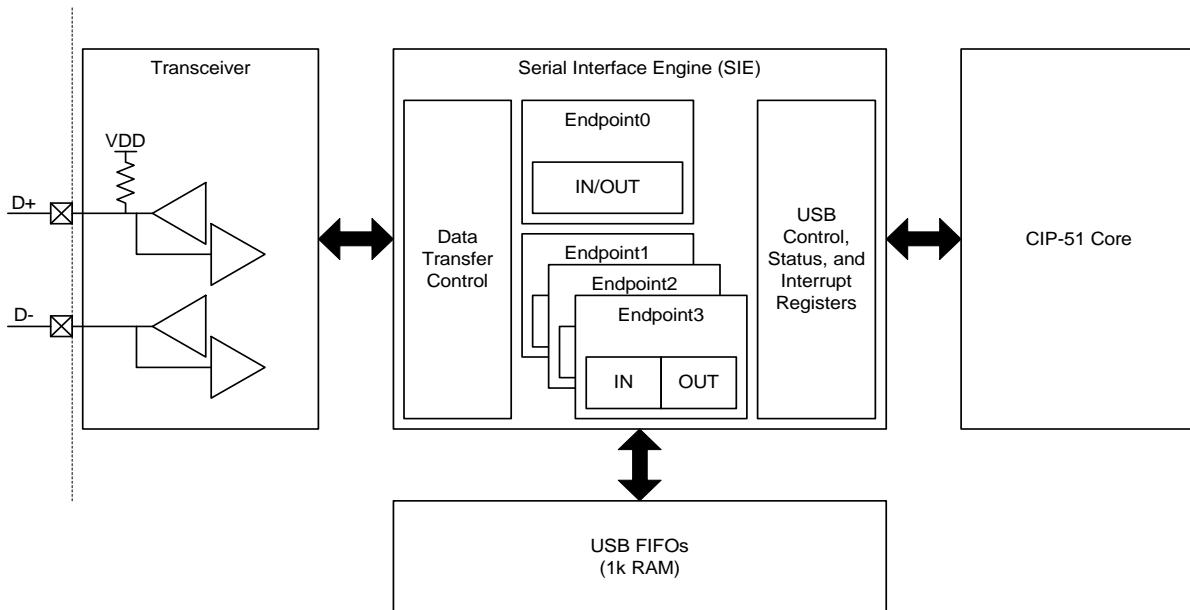 Transceiver
VDD
D+
D-
Serial Interface Engine (SIE)
Data
Transfer
Control
Endpoint0
IN/OUT
Endpoint1
Endpoint2
Endpoint3
IN
OUT
USB
Control,
Status, and
Interrupt
Registers
CIP-51 Core
USB FIFOs
(1k RAM)